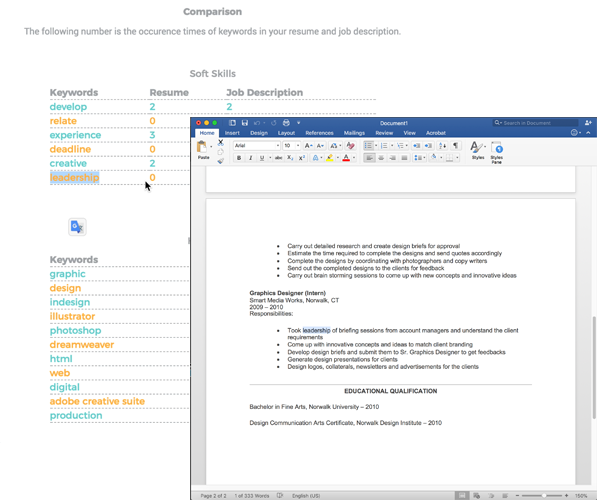 Comparison
The following number is the occurence times of keywords in your resume and job description.
Soft Skills
Keywords Resume Job Description
develop 2 2
relate 0
experience 3
deadline 0
creative 2
leadership 0
Keywords
graphic
design
indesign
illustrator
photoshop
dreamweaver
html
web
digital
adobe creative suite
production
Document1
Search in Document
Home Insert Design Layout References Mailings Review View Acrobat
Paste
Arial 10
B I U abc X₂ X²
Styles Styles Pane
• Carry out detailed research and create design briefs for approval
• Estimate the time required to complete the designs and send quotes accordingly
• Complete the designs by coordinating with photographers and copy writers
• Send out the completed designs to the clients for feedback
• Carry out brain storming sessions to come up with new concepts and innovative ideas
Graphics Designer (Intern)
Smart Media Works, Norwalk, CT
2009 – 2010
Responsibilities:
• Took leadership of briefing sessions from account managers and understand the client
requirements
• Come up with innovative concepts and ideas to match client branding
• Develop design briefs and submit them to Sr. Graphics Designer to get feedbacks
• Generate design presentations for clients
• Design logos, collaterals, newsletters and advertisements for the clients
EDUCATIONAL QUALIFICATION
Bachelor in Fine Arts, Norwalk University – 2010
Design Communication Arts Certificate, Norwalk Design Institute – 2010
Page 2 of 2 1 of 333 Words English (US) 150%